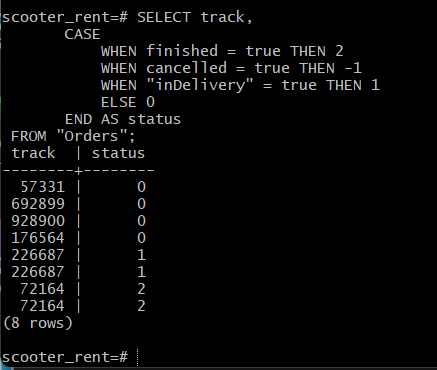 scooter_rent=# SELECT track,
       CASE
           WHEN finished = true THEN 2
           WHEN cancelled = true THEN -1
           WHEN "inDelivery" = true THEN 1
           ELSE 0
       END AS status
 FROM "Orders";
 track  | status
--------+--------
  57331 |      0
 692899 |      0
 928900 |      0
 176564 |      0
 226687 |      1
 226687 |      1
  72164 |      2
  72164 |      2
(8 rows)

scooter_rent=#